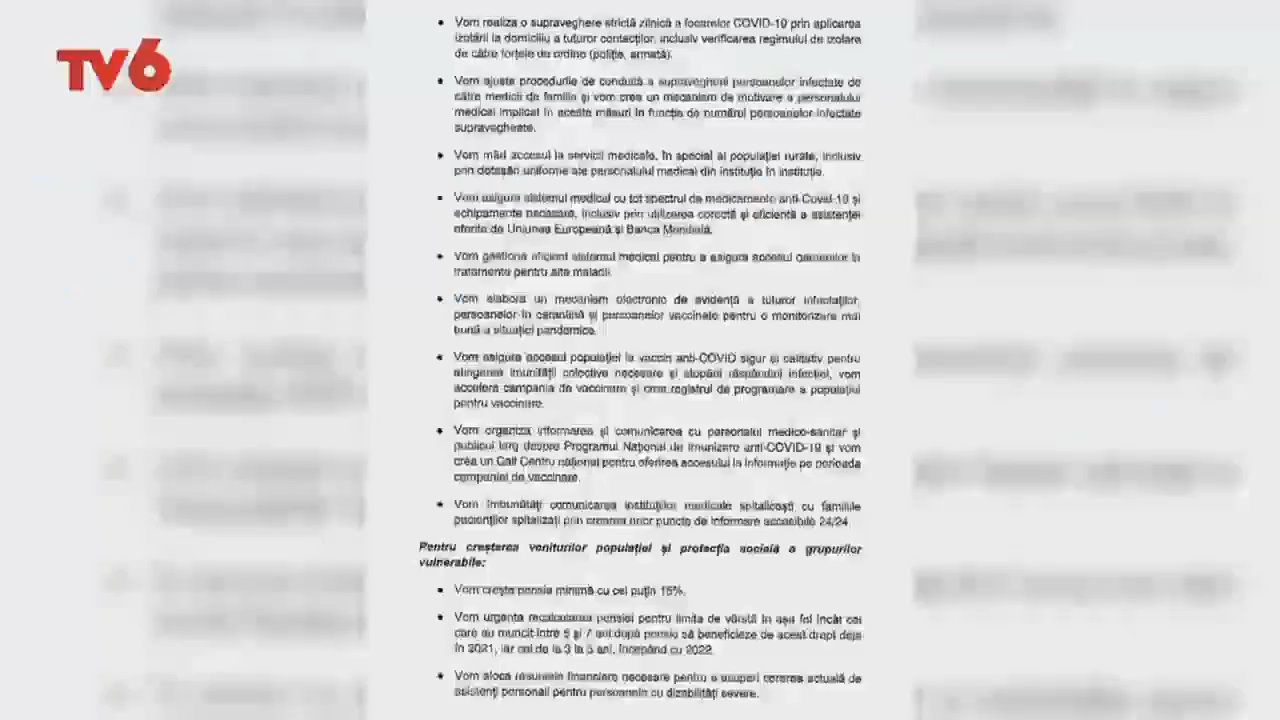 TV6
Vom realiza o supraveghere strictă zilnică a focarelor COVID-19 prin aplicarea
izolării la domiciliu a tuturor contacților, inclusiv verificarea regimului de izolare
de către forțele de ordine (poliție, armată).
Vom ajusta procedurile de conduită a supravegherii persoanelor infectate de
către medicii de familie și vom crea un mecanism de motivare a personalului
medical implicat în aceste măsuri în funcție de numărul persoanelor infectate
supravegheate.
Vom mări accesul la servicii medicale, în special al populației rurale, inclusiv
prin detașări uniforme ale personalului medical din instituție în instituție.
Vom asigura sistemul medical cu tot spectrul de medicamente anti-Covid-19 și
echipamente necesare, inclusiv prin utilizarea corectă și eficientă a asistenței
oferite de Uniunea Europeană și Banca Mondială.
Vom gestiona eficient sistemul medical pentru a asigura accesul oamenilor la
tratamente pentru alte maladii.
Vom elabora un mecanism electronic de evidență a tuturor infectaților,
persoanelor în carantină și persoanelor vaccinate pentru o monitorizare mai
bună a situației pandemice.
Vom asigura accesul populației la vaccin anti-COVID sigur și calitativ pentru
atingerea imunității colective necesare și stopării răspândirii infecției, vom
accelera campania de vaccinare și crea registrul de programare a populației
pentru vaccinare.
Vom organiza informarea și comunicarea cu personalul medico-sanitar și
publicul larg despre Programul Național de Imunizare anti-COVID-19 și vom
crea un Call Centru național pentru oferirea accesului la informație pe perioada
campaniei de vaccinare.
Vom îmbunătăți comunicarea instituțiilor medicale spitalicești cu familiile
pacienților spitalizați prin crearea unor puncte de informare accesibile 24/24.
Pentru creșterea veniturilor populației și protecția socială a grupurilor
vulnerabile:
Vom crește pensia minimă cu cel puțin 15%.
Vom urgenta recalcularea pensiei pentru limita de vârstă în așa fel încât cei
care au muncit între 5 și 7 ani după pensie să beneficieze de acest drept deja
în 2021, iar cei de la 3 la 5 ani, începând cu 2022.
Vom aloca resursele financiare necesare pentru a acoperi cererea actuală de
asistenți personali pentru persoanele cu dizabilități severe.